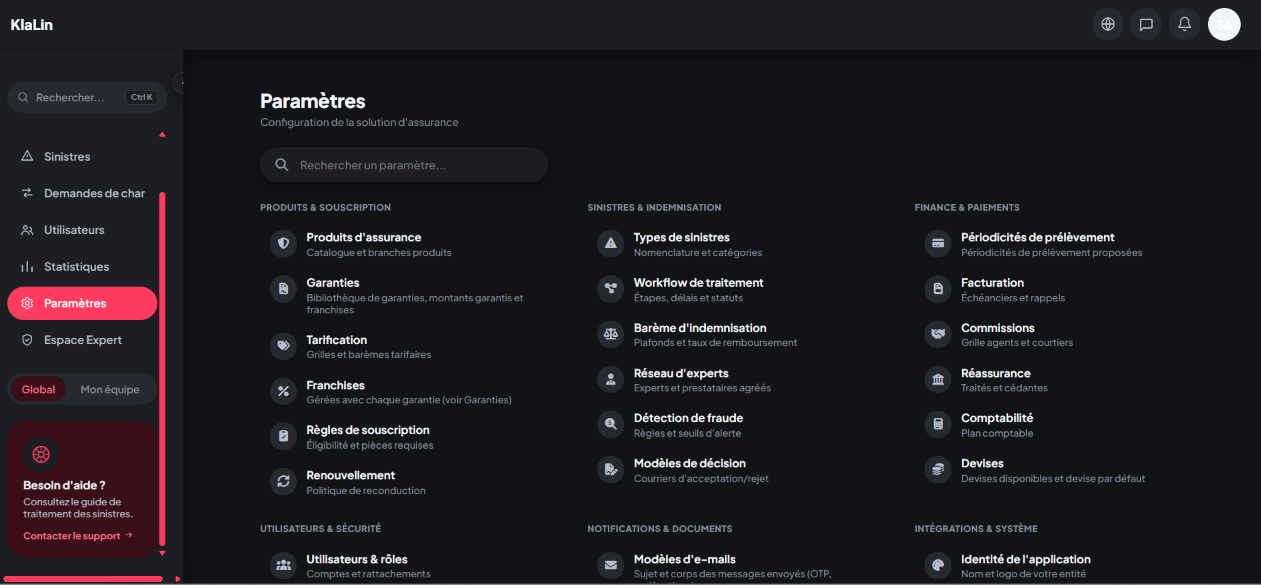 KlaLin
Rechercher...
Ctrl K
Sinistres
Demandes de char
Utilisateurs
Statistiques
Paramètres
Espace Expert
Global
Mon équipe
Besoin d'aide ?
Consultez le guide de
traitement des sinistres.
Contacter le support →
Paramètres
Configuration de la solution d'assurance
Rechercher un paramètre...
PRODUITS & SOUSCRIPTION
Produits d'assurance
Catalogue et branches produits
Garanties
Bibliothèque de garanties, montants garantis et
franchises
Tarification
Grilles et barèmes tarifaires
Franchises
Gérées avec chaque garantie (voir Garanties)
Règles de souscription
Éligibilité et pièces requises
Renouvellement
Politique de reconduction
SINISTRES & INDEMNISATION
Types de sinistres
Nomenclature et catégories
Workflow de traitement
Étapes, délais et statuts
Barème d'indemnisation
Plafonds et taux de remboursement
Réseau d'experts
Experts et prestataires agréés
Détection de fraude
Règles et seuils d'alerte
Modèles de décision
Courriers d'acceptation/rejet
FINANCE & PAIEMENTS
Périodicités de prélèvement
Périodicités de prélèvement proposées
Facturation
Échéanciers et rappels
Commissions
Grille agents et courtiers
Réassurance
Traités et cédantes
Comptabilité
Plan comptable
Devises
Devises disponibles et devise par défaut
UTILISATEURS & SÉCURITÉ
Utilisateurs & rôles
Comptes et rattachements
NOTIFICATIONS & DOCUMENTS
Modèles d'e-mails
Sujet et corps des messages envoyés (OTP,
INTÉGRATIONS & SYSTÈME
Identité de l'application
Nom et logo de votre entité